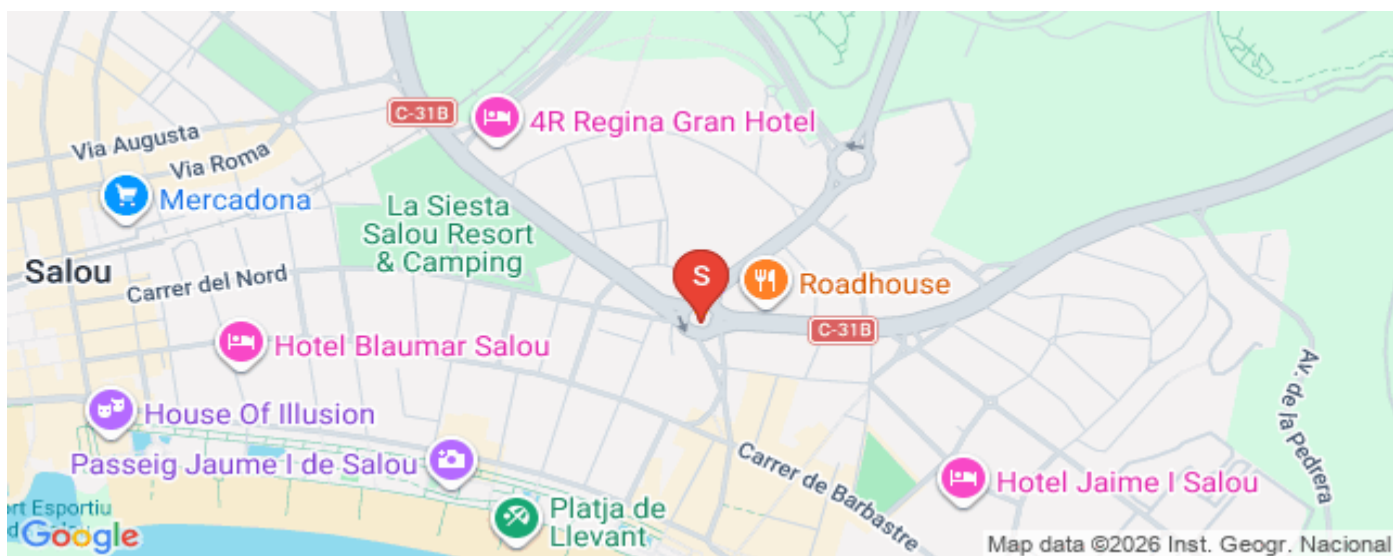 C-31B
4R Regina Gran Hotel
Via Augusta
Via Roma
Mercadona
La Siesta
Salou Resort
& Camping
Salou
Carrer del Nord
S
Roadhouse
C-31B
Hotel Blaumar Salou
Av. de la Pedrera
House Of Illusion
Passeig Jaume I de Salou
Carrer de Barbastre
Hotel Jaime I Salou
Platja de
Llevant
rt Esportiu
Google
Map data ©2026 Inst. Geogr. Nacional